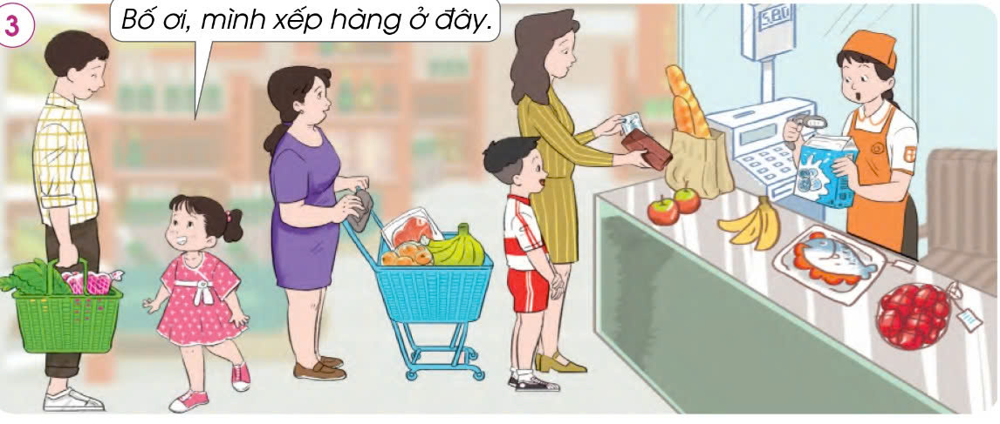 3
Bố ơi, mình xếp hàng ở đây.